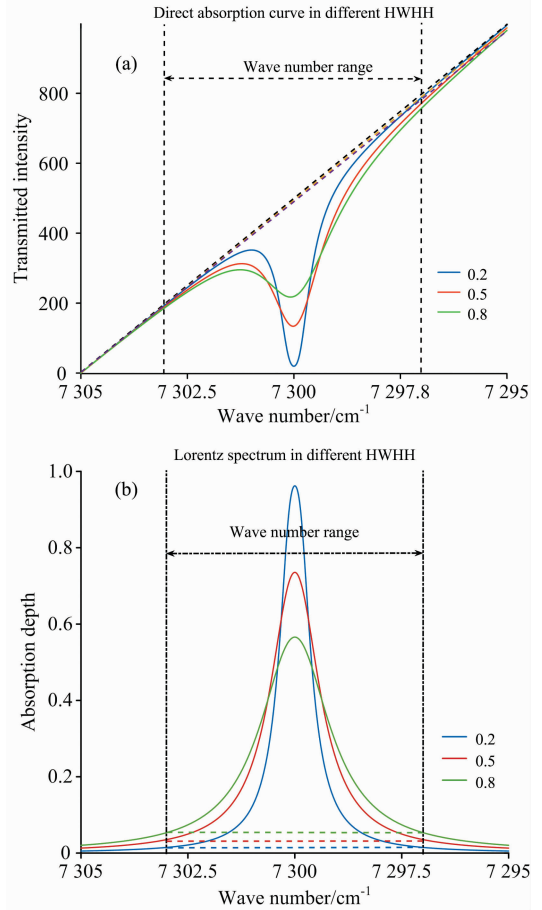 Direct absorption curve in different HWHH
(a)
Wave number range
800
600
400
200
0
Transmitted intensity
0.2
0.5
0.8
7 305
7 302.5
7 300
7 297.8
7 295
Wave number/cm-1
Lorentz spectrum in different HWHH
(b)
Wave number range
1.0
0.8
0.6
0.4
0.2
0
Absorption depth
0.2
0.5
0.8
7 305
7 302.5
7 300
7 297.5
7 295
Wave number/cm-1